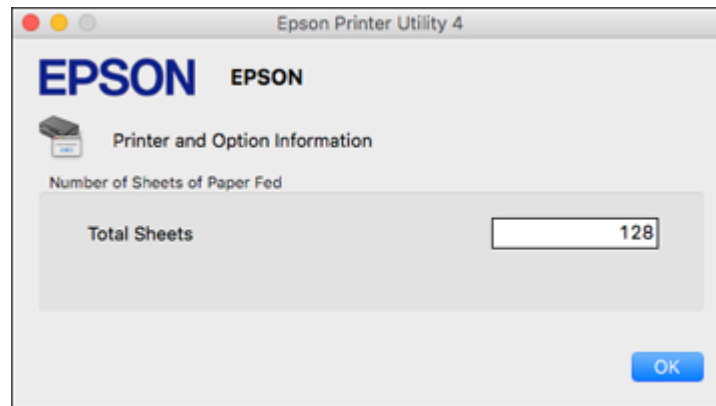 Epson Printer Utility 4
EPSON EPSON
Printer and Option Information
Number of Sheets of Paper Fed
Total Sheets 128
OK